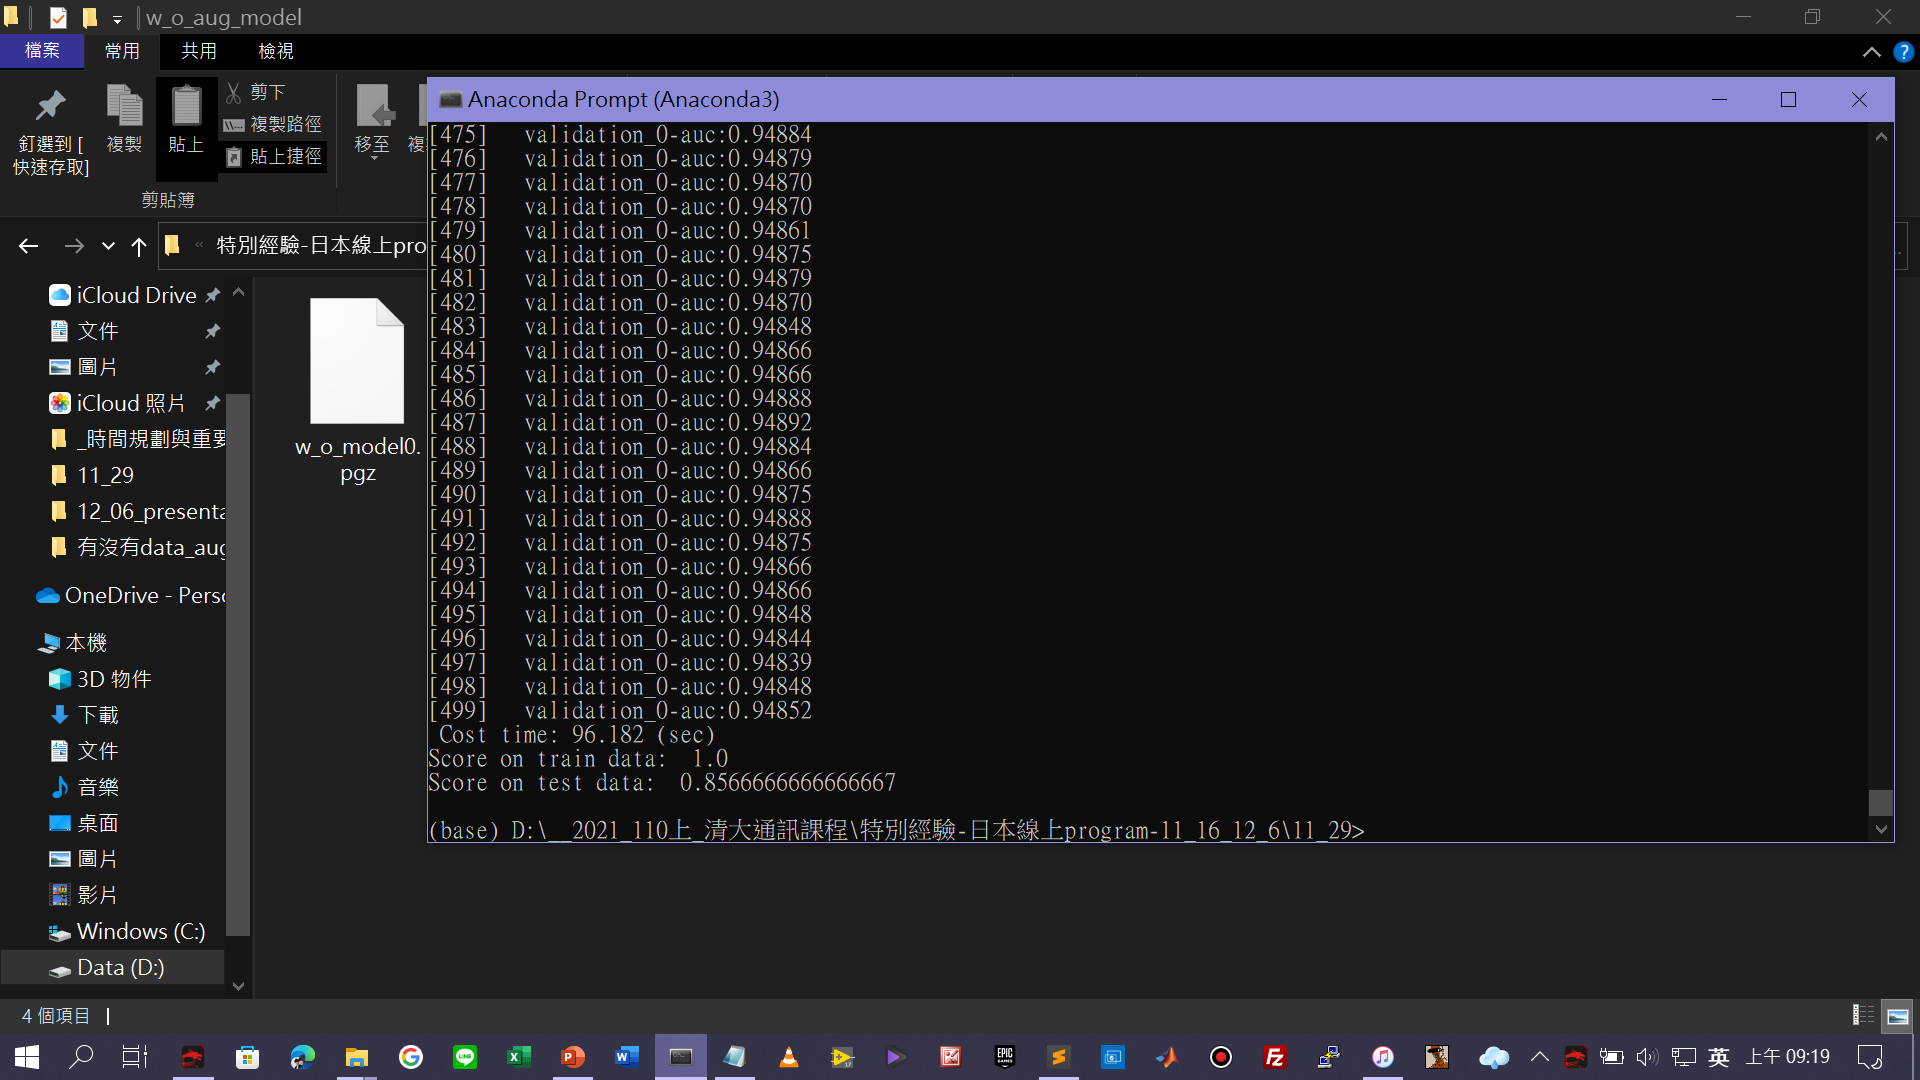 w_o_aug_model
檔案
常用
共用
檢視
釘選到 [
快速存取]
複製
貼上
剪下
複製路徑
貼上捷徑
移至
剪貼簿
特別經驗-日本線上pro
iCloud Drive
文件
圖片
iCloud 照片
_時間規劃與重要
11_29
12_06_presenta
有沒有data_aug
OneDrive - Perso
本機
3D 物件
下載
文件
音樂
桌面
圖片
影片
Windows (C:)
Data (D:)
w_o_model0.
pgz
4 個項目
Anaconda Prompt (Anaconda3)
[475] validation_0-auc:0.94884
[476] validation_0-auc:0.94879
[477] validation_0-auc:0.94870
[478] validation_0-auc:0.94870
[479] validation_0-auc:0.94861
[480] validation_0-auc:0.94875
[481] validation_0-auc:0.94879
[482] validation_0-auc:0.94870
[483] validation_0-auc:0.94848
[484] validation_0-auc:0.94866
[485] validation_0-auc:0.94866
[486] validation_0-auc:0.94888
[487] validation_0-auc:0.94892
[488] validation_0-auc:0.94884
[489] validation_0-auc:0.94866
[490] validation_0-auc:0.94875
[491] validation_0-auc:0.94888
[492] validation_0-auc:0.94875
[493] validation_0-auc:0.94866
[494] validation_0-auc:0.94866
[495] validation_0-auc:0.94848
[496] validation_0-auc:0.94844
[497] validation_0-auc:0.94839
[498] validation_0-auc:0.94848
[499] validation_0-auc:0.94852
Cost time: 96.182 (sec)
Score on train data: 1.0
Score on test data: 0.8566666666666667
(base) D:\__2021_110上_清大通訊課程\特別經驗-日本線上program-11_16_12_6\11_29>
英
上午 09:19